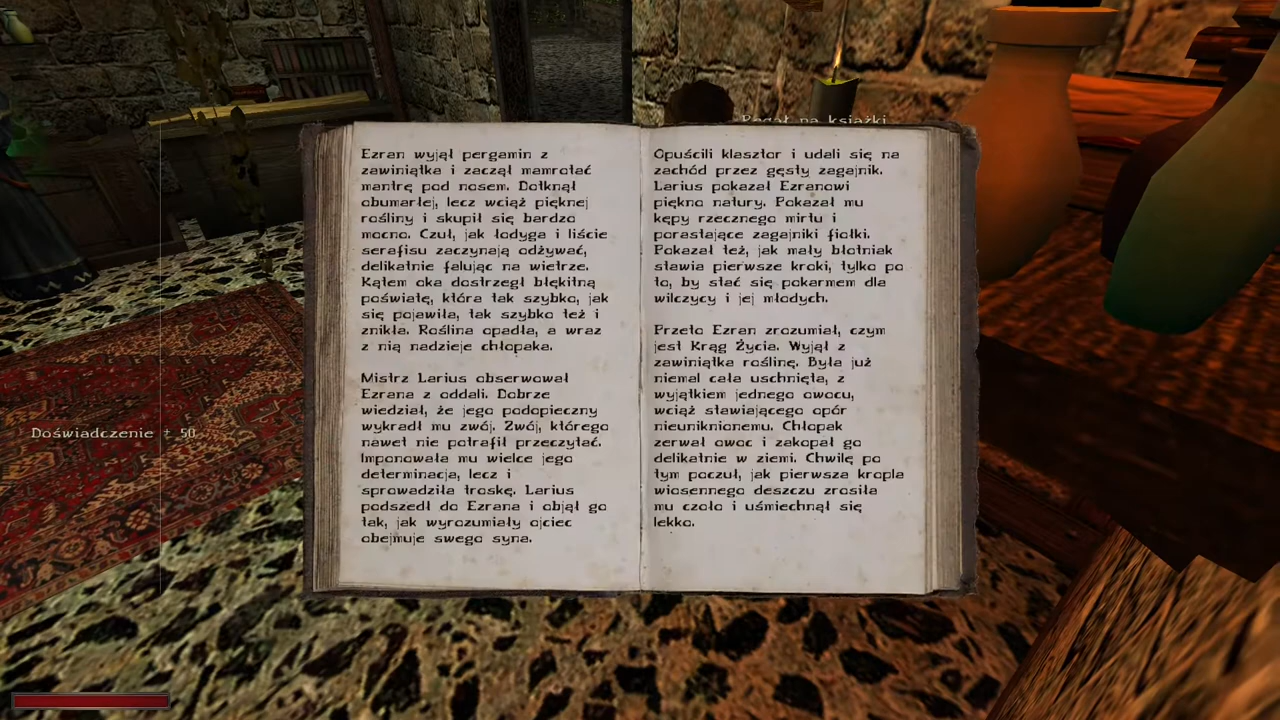 Regał na książki
Ezran wyjął pergamin z
zawiniątka i zaczął mamrotać
mantrę pod nosem. Dotknął
obumarłej, lecz wciąż pięknej
rośliny i skupił się bardzo
mocno. Czuł, jak łodyga i liście
serafisu zaczynają odżywać,
delikatnie falując na wietrze.
Kątem oka dostrzegł błękitną
poświatę, która tak szybko, jak
się pojawiła, tak szybko też i
znikła. Roślina opadła, a wraz
z nią nadzieje chłopaka.
Mistrz Larius obserwował
Ezrana z oddali. Dobrze
wiedział, że jego podopieczny
wykradł mu zwój. Zwój, którego
nawet nie potrafił przeczytać.
Imponowała mu wielce jego
determinacja, lecz i
sprowadziła troskę. Larius
podszedł do Ezrana i objął go
tak, jak wyrozumiały ojciec
obejmuje swego syna.
Opuścili klasztor i udali się na
zachód przez gęsty zagajnik.
Larius pokazał Ezranowi
piękno natury. Pokazał mu
kępy rzecznego mirtu i
porastające zagajniki fiołki.
Pokazał też, jak mały błotniak
stawia pierwsze kroki, tylko po
to, by stać się pokarmem dla
wilczycy i jej młodych.
Przeto Ezran zrozumiał, czym
jest Krąg Życia. Wyjął z
zawiniątka roślinę. Była już
niemal cała uschnięta, z
wyjątkiem jednego owocu,
wciąż stawiającego opór
nieuniknionemu. Chłopak
zerwał owoc i zakopał go
delikatnie w ziemi. Chwilę po
tym poczuł, jak pierwsza kropla
wiosennego deszczu zrosiła
mu czoło i uśmiechnął się
lekko.
Doświadczenie + 50